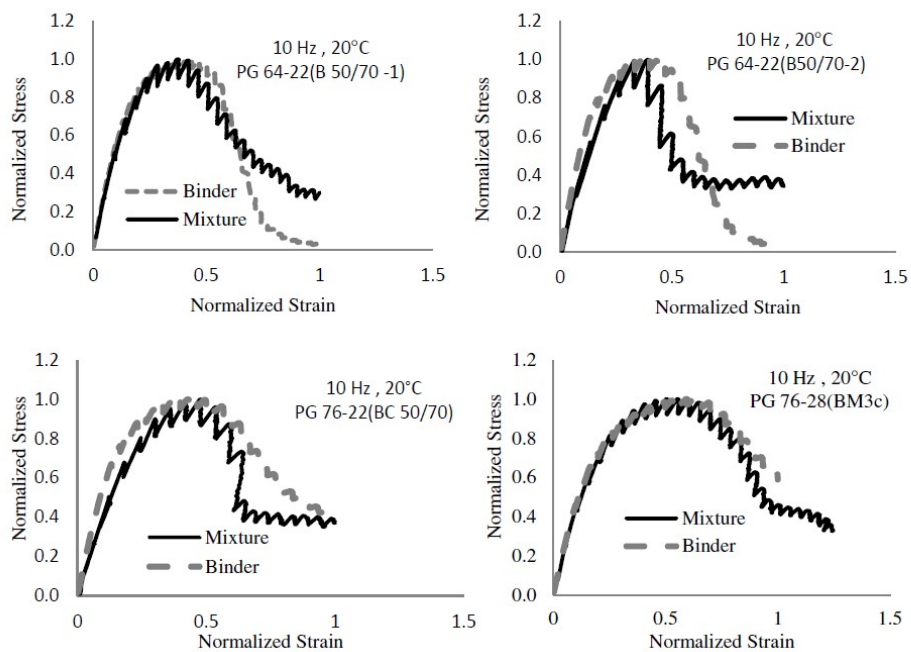 1.2
1.0
0.8
0.6
0.4
0.2
0.0
Normalized Stress
10 Hz , 20°C
PG 64-22(B 50/70 -1)
Binder
Mixture
0
0.5
1
1.5
Normalized Strain
1.2
1.0
0.8
0.6
0.4
0.2
0.0
Normalized Stress
10 Hz , 20°C
PG 64-22(B50/70-2)
Mixture
Binder
0
0.5
1
1.5
Normalized Strain
1.2
1.0
0.8
0.6
0.4
0.2
0.0
Normalized Stress
10 Hz , 20°C
PG 76-22(BC 50/70)
Mixture
Binder
0
0.5
1
1.5
Normalized Strain
1.2
1.0
0.8
0.6
0.4
0.2
0.0
Normalized Stress
10 Hz , 20°C
PG 76-28(BM3c)
Mixture
Binder
0
0.5
1
1.5
Normalized Strain